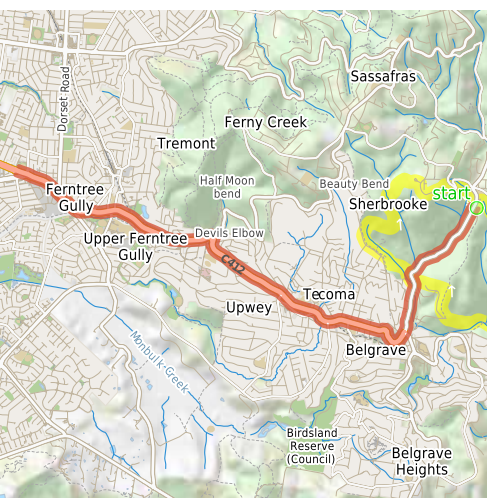 Sassafras
Dorset Road
Ferny Creek
Tremont
Half Moon
bend
Beauty Bend
start
Ferntree
Gully
Sherbrooke
Devils Elbow
Upper Ferntree
Gully
C412
Tecoma
Upwey
Monbulk Creek
Belgrave
Birdsland
Reserve
(Council)
Belgrave
Heights